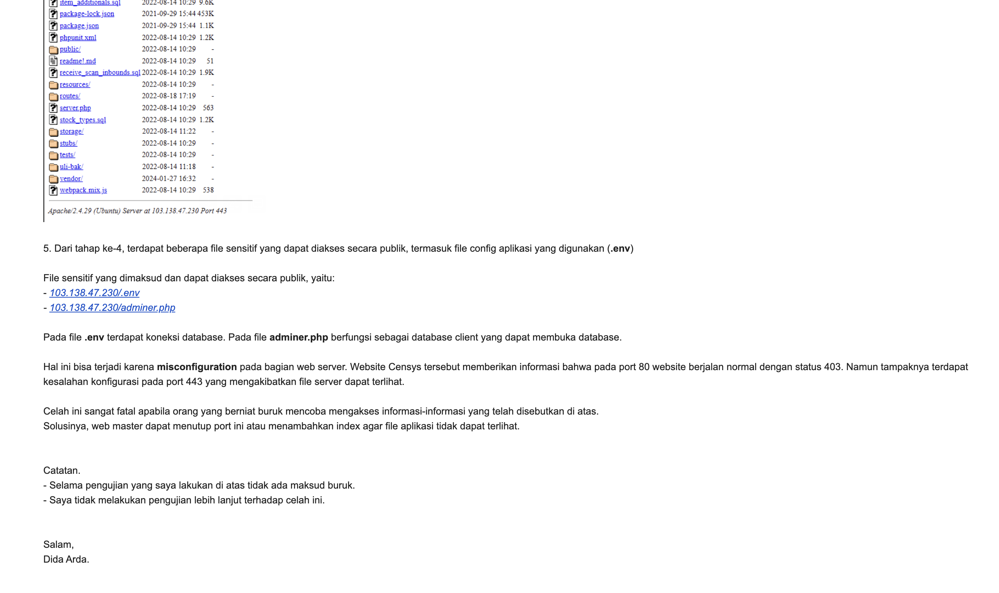 item_additionals.sql 2022-08-14 10:29 9.6K
package-lock.json 2021-09-29 15:44 453K
package.json 2021-09-29 15:44 1.1K
phpunit.xml 2022-08-14 10:29 1.2K
public/ 2022-08-14 10:29 -
readme!.md 2022-08-14 10:29 51
receive_scan_inbounds.sql 2022-08-14 10:29 1.9K
resources/ 2022-08-14 10:29 -
routes/ 2022-08-18 17:19 -
server.php 2022-08-14 10:29 563
stock_types.sql 2022-08-14 10:29 1.2K
storage/ 2022-08-14 11:22 -
stubs/ 2022-08-14 10:29 -
tests/ 2022-08-14 10:29 -
uli-bak/ 2022-08-14 11:18 -
vendor/ 2024-01-27 16:32 -
webpack.mix.js 2022-08-14 10:29 538
Apache/2.4.29 (Ubuntu) Server at 103.138.47.230 Port 443
5. Dari tahap ke-4, terdapat beberapa file sensitif yang dapat diakses secara publik, termasuk file config aplikasi yang digunakan (.env)
File sensitif yang dimaksud dan dapat diakses secara publik, yaitu:
- 103.138.47.230/.env
- 103.138.47.230/adminer.php
Pada file .env terdapat koneksi database. Pada file adminer.php berfungsi sebagai database client yang dapat membuka database.
Hal ini bisa terjadi karena misconfiguration pada bagian web server. Website Censys tersebut memberikan informasi bahwa pada port 80 website berjalan normal dengan status 403. Namun tampaknya terdapat
kesalahan konfigurasi pada port 443 yang mengakibatkan file server dapat terlihat.
Celah ini sangat fatal apabila orang yang berniat buruk mencoba mengakses informasi-informasi yang telah disebutkan di atas.
Solusinya, web master dapat menutup port ini atau menambahkan index agar file aplikasi tidak dapat terlihat.
Catatan.
- Selama pengujian yang saya lakukan di atas tidak ada maksud buruk.
- Saya tidak melakukan pengujian lebih lanjut terhadap celah ini.
Salam,
Dida Arda.